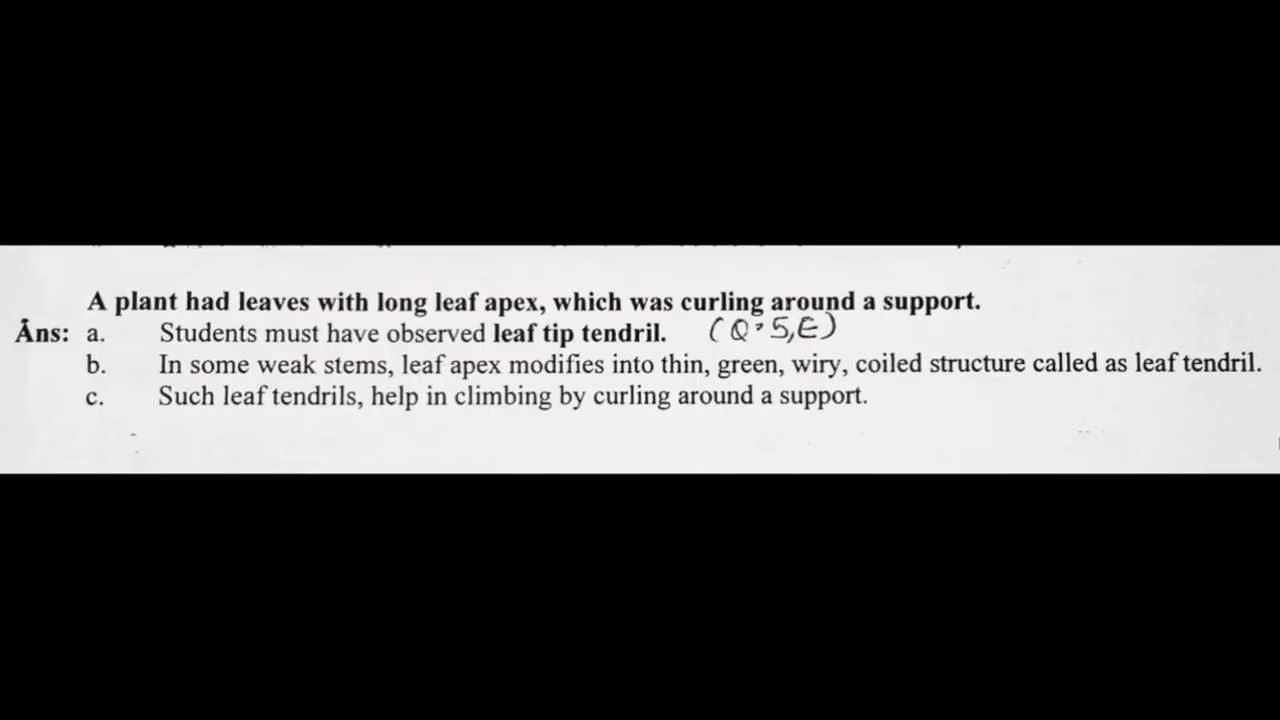 A plant had leaves with long leaf apex, which was curling around a support.
Ans: a. Students must have observed leaf tip tendril. (Q.5,E)
b. In some weak stems, leaf apex modifies into thin, green, wiry, coiled structure called as leaf tendril.
c. Such leaf tendrils, help in climbing by curling around a support.